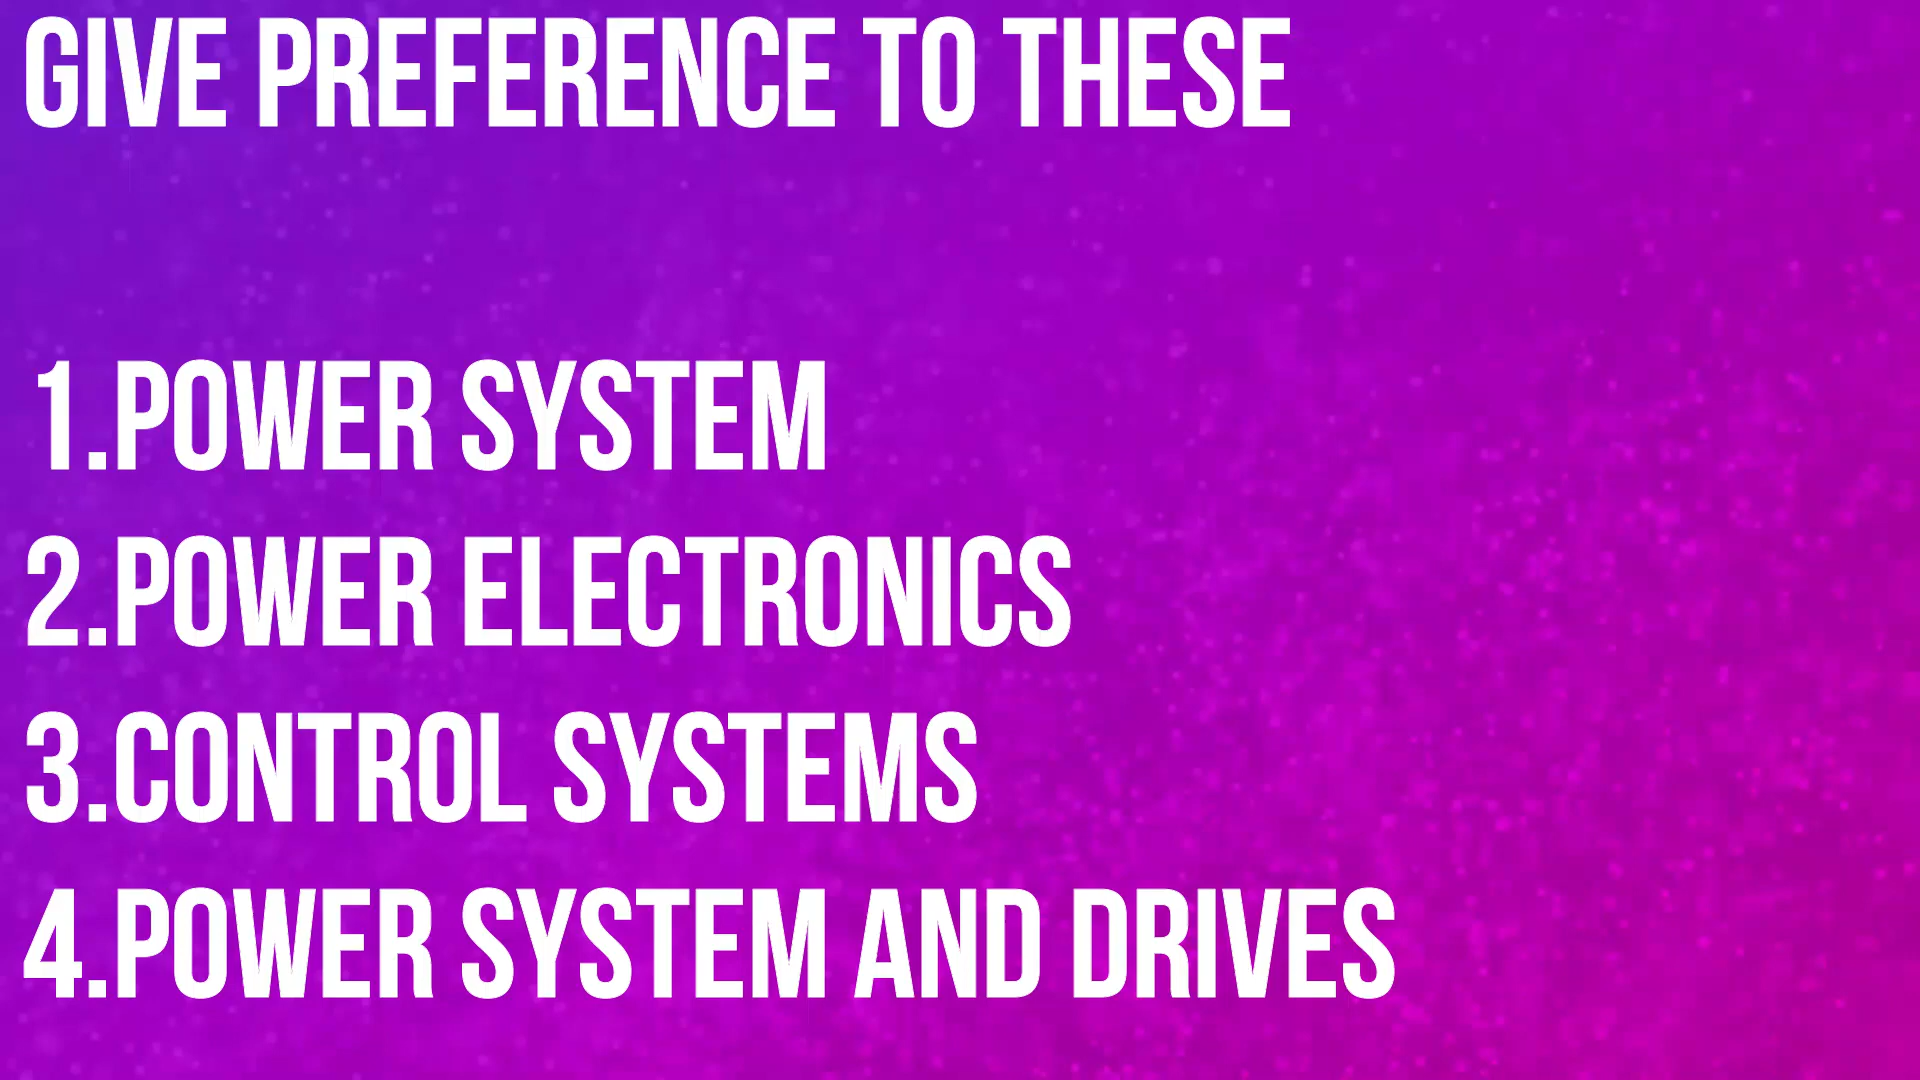 GIVE PREFERENCE TO THESE
1.POWER SYSTEM
2.POWER ELECTRONICS
3.CONTROL SYSTEMS
4.POWER SYSTEM AND DRIVES